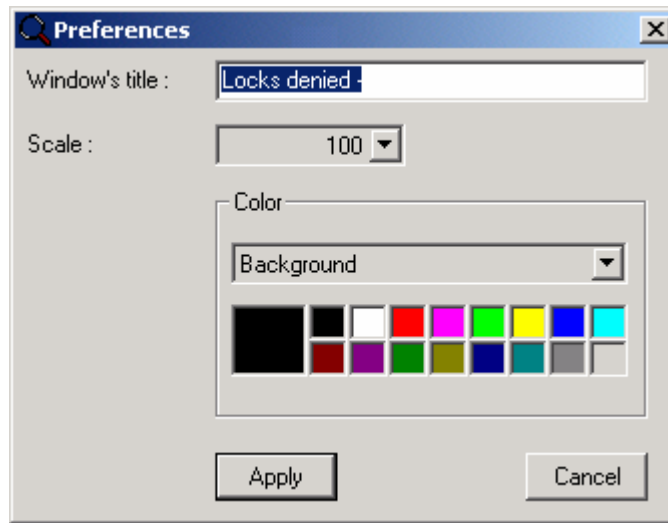 Preferences
Window's title :
Locks denied -
Scale :
100
Color
Background
Apply
Cancel